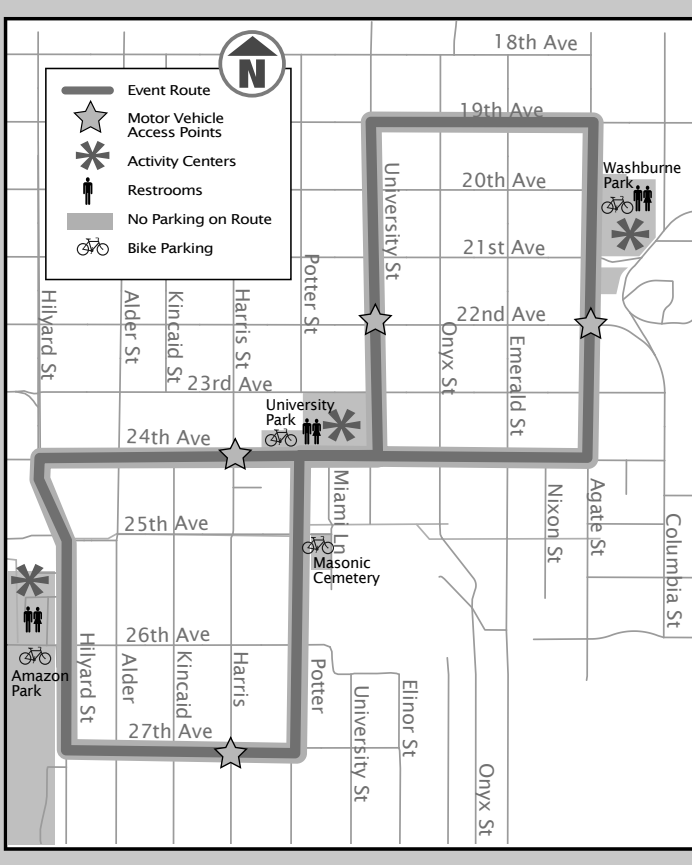 18th Ave
N
Event Route
Motor Vehicle
Access Points
Activity Centers
Restrooms
No Parking on Route
Bike Parking
19th Ave
Washburne
Park
20th Ave
University St
21st Ave
Potter St
Hilyard St
Alder St
Kincaid St
Harris St
22nd Ave
Onyx St
Emerald St
23rd Ave
University
Park
24th Ave
Miami Ln
Nixon St
Agate St
Columbia St
25th Ave
Masonic
Cemetery
26th Ave
Hilyard St
Alder
Kincaid
Harris
Potter
University St
Elinor St
Amazon
Park
27th Ave
Onyx St